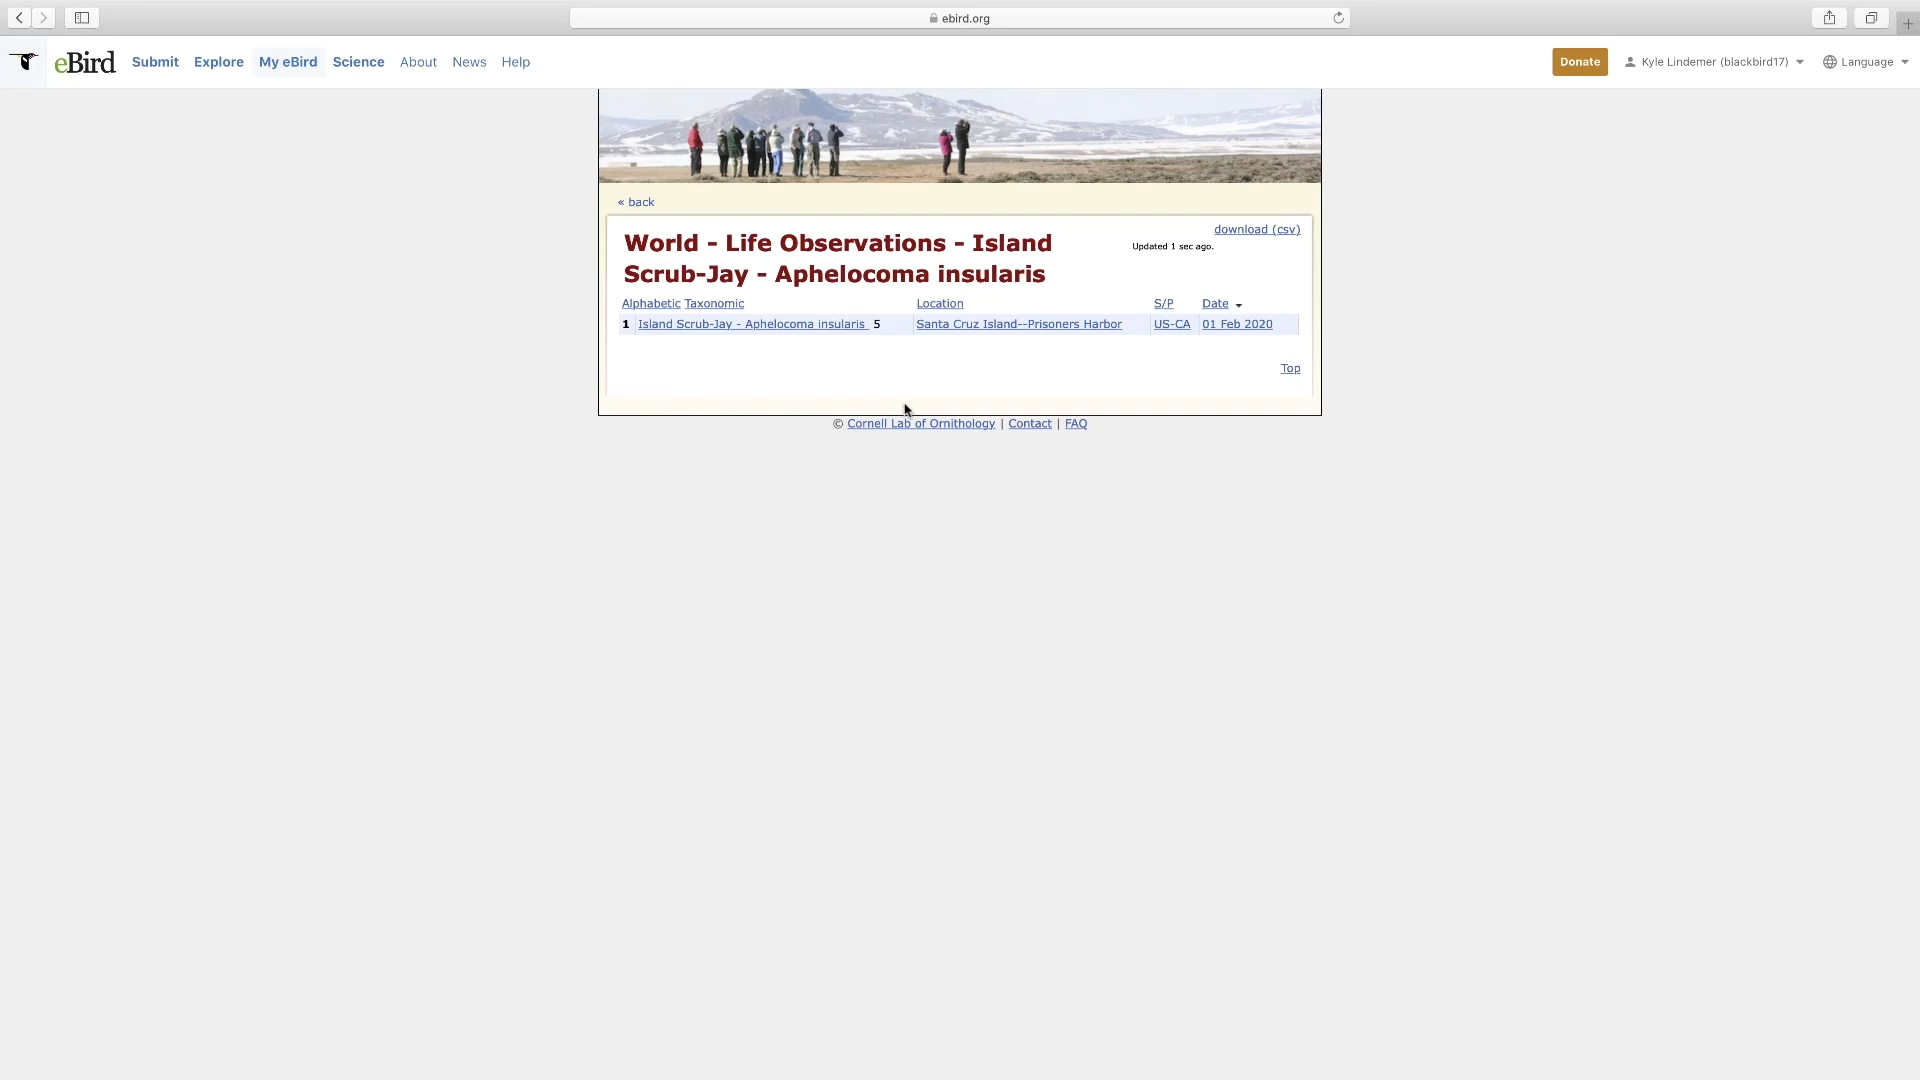 ebird.org
eBird Submit Explore My eBird Science About News Help Donate Kyle Lindemer (blackbird17) Language
« back
download (csv)
World - Life Observations - Island
Updated 1 sec ago.
Scrub-Jay - Aphelocoma insularis
Alphabetic Taxonomic Location S/P Date
1 Island Scrub-Jay - Aphelocoma insularis 5 Santa Cruz Island--Prisoners Harbor US-CA 01 Feb 2020
Top
© Cornell Lab of Ornithology | Contact | FAQ